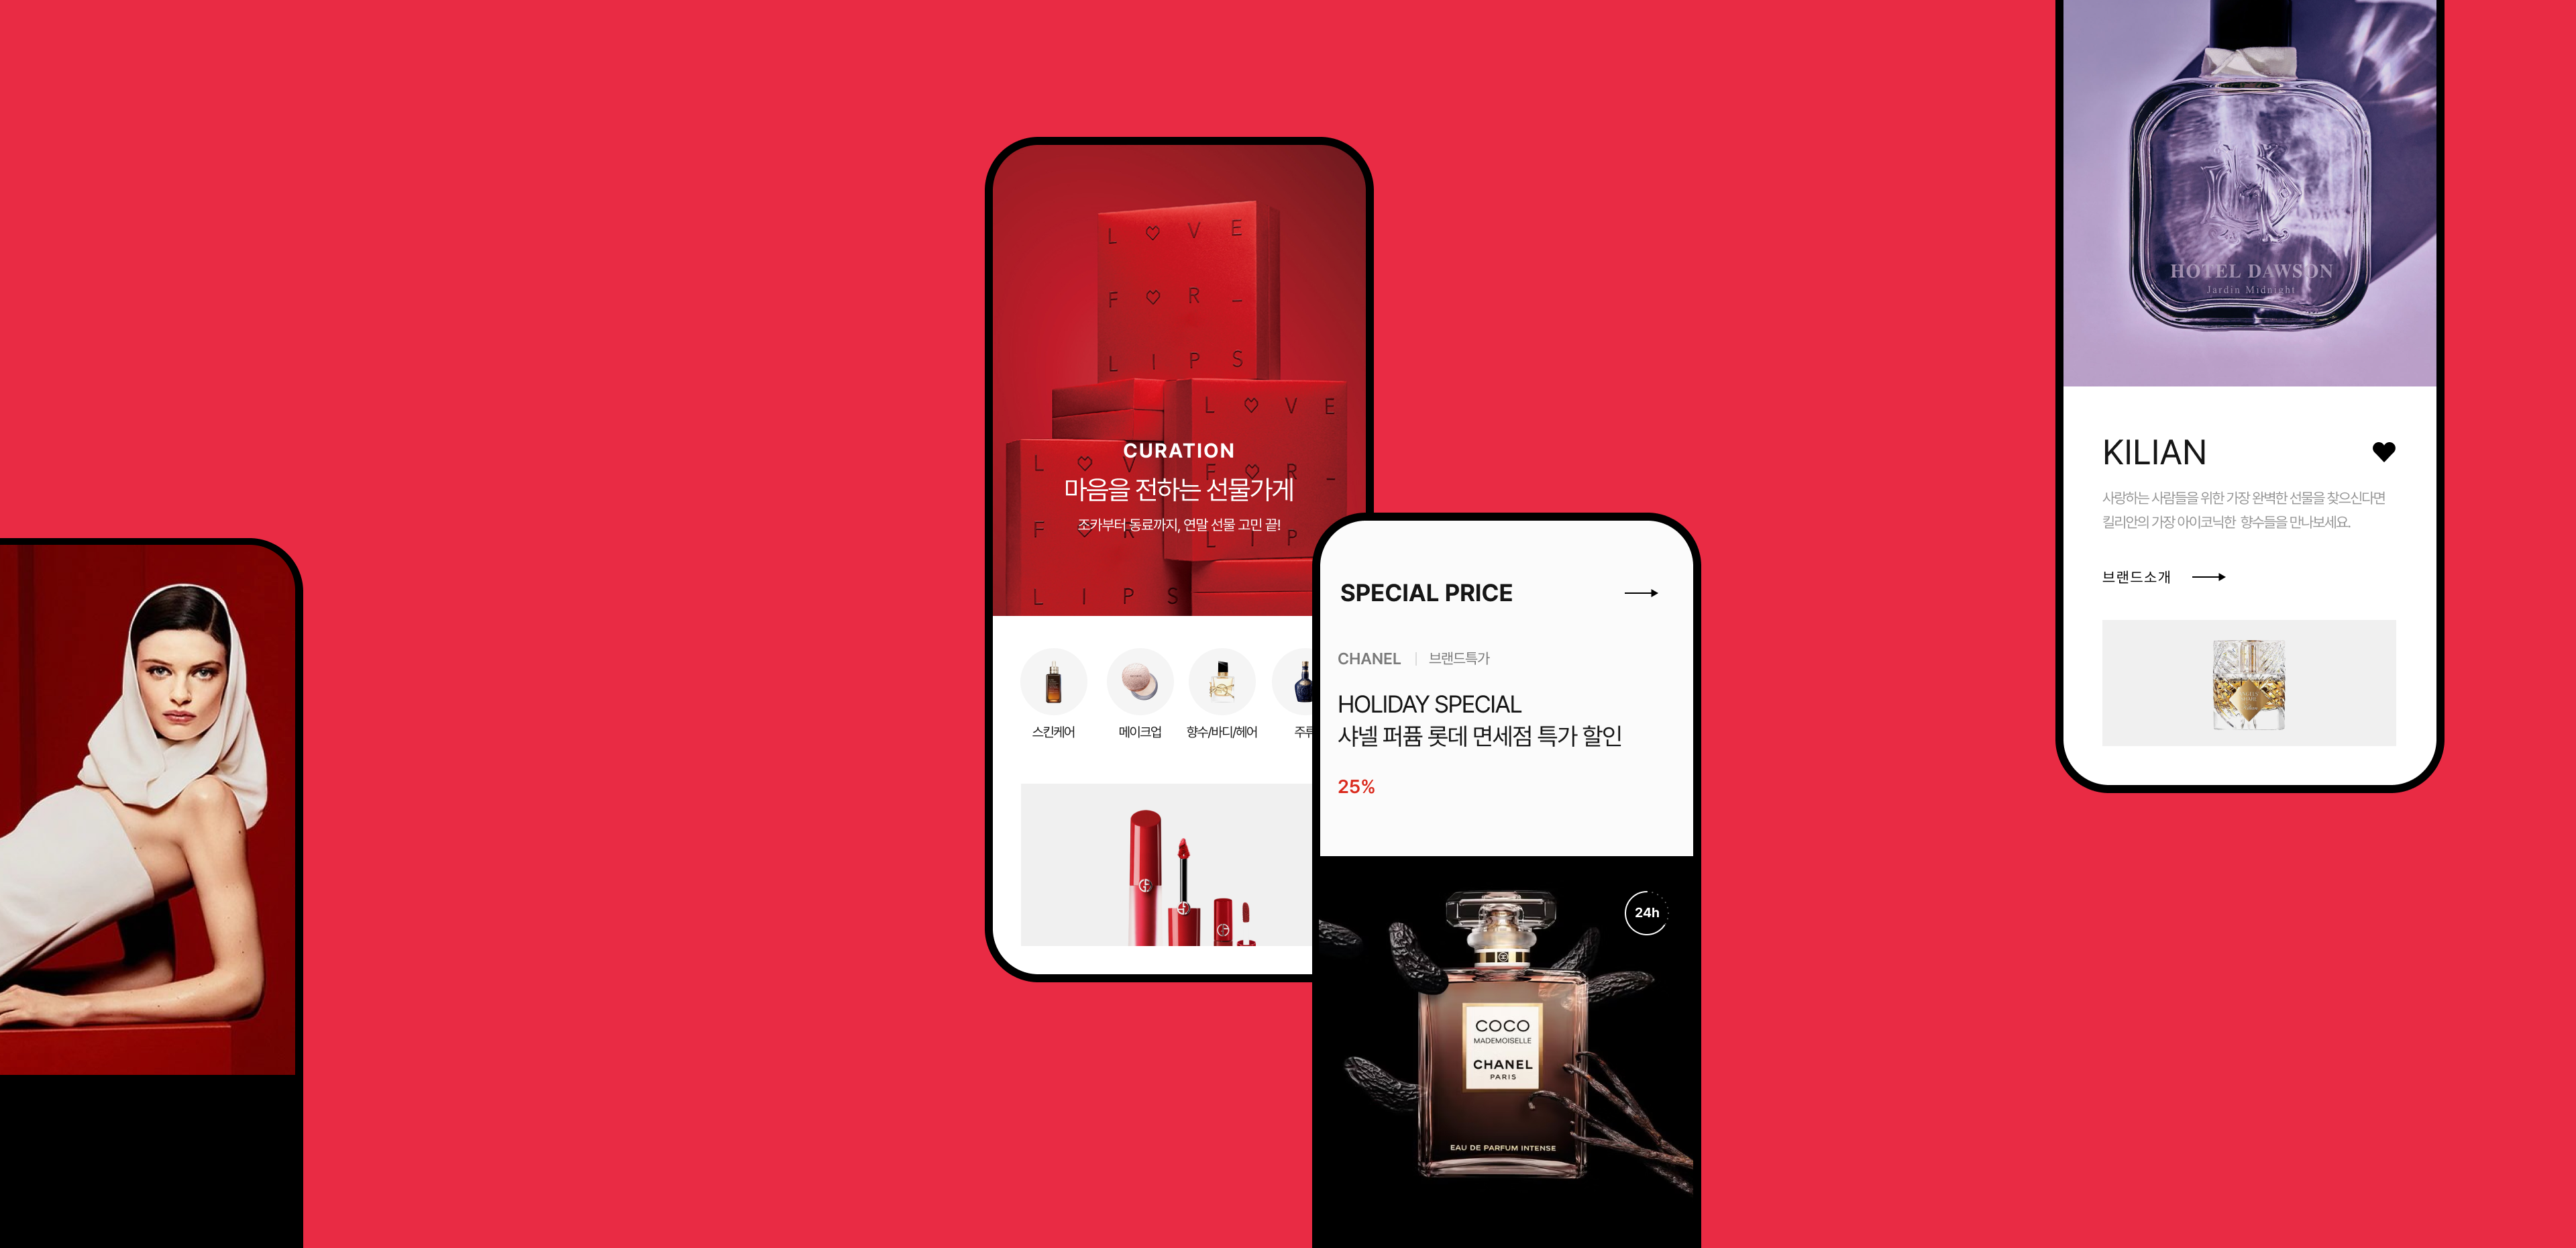 L ♡ V E
F ♡ R _
L I P S
L ♡ V E
F ♡ R _
L I P
L ♡ V
F ♡ R
L I P S
CURATION
마음을 전하는 선물가게
조카부터 동료까지, 연말 선물 고민 끝!
스킨케어
메이크업
향수/바디/헤어
SPECIAL PRICE
CHANEL | 브랜드특가
HOLIDAY SPECIAL
샤넬 퍼퓸 롯데 면세점 특가 할인
25%
24h
COCO
MADEMOISELLE
CHANEL
PARIS
EAU DE PARFUM INTENSE
HOTEL DAWSON
Jardin Midnight
KILIAN
사랑하는 사람들을 위한 가장 완벽한 선물을 찾으신다면
킬리안의 가장 아이코닉한 향수들을 만나보세요.
브랜드소개